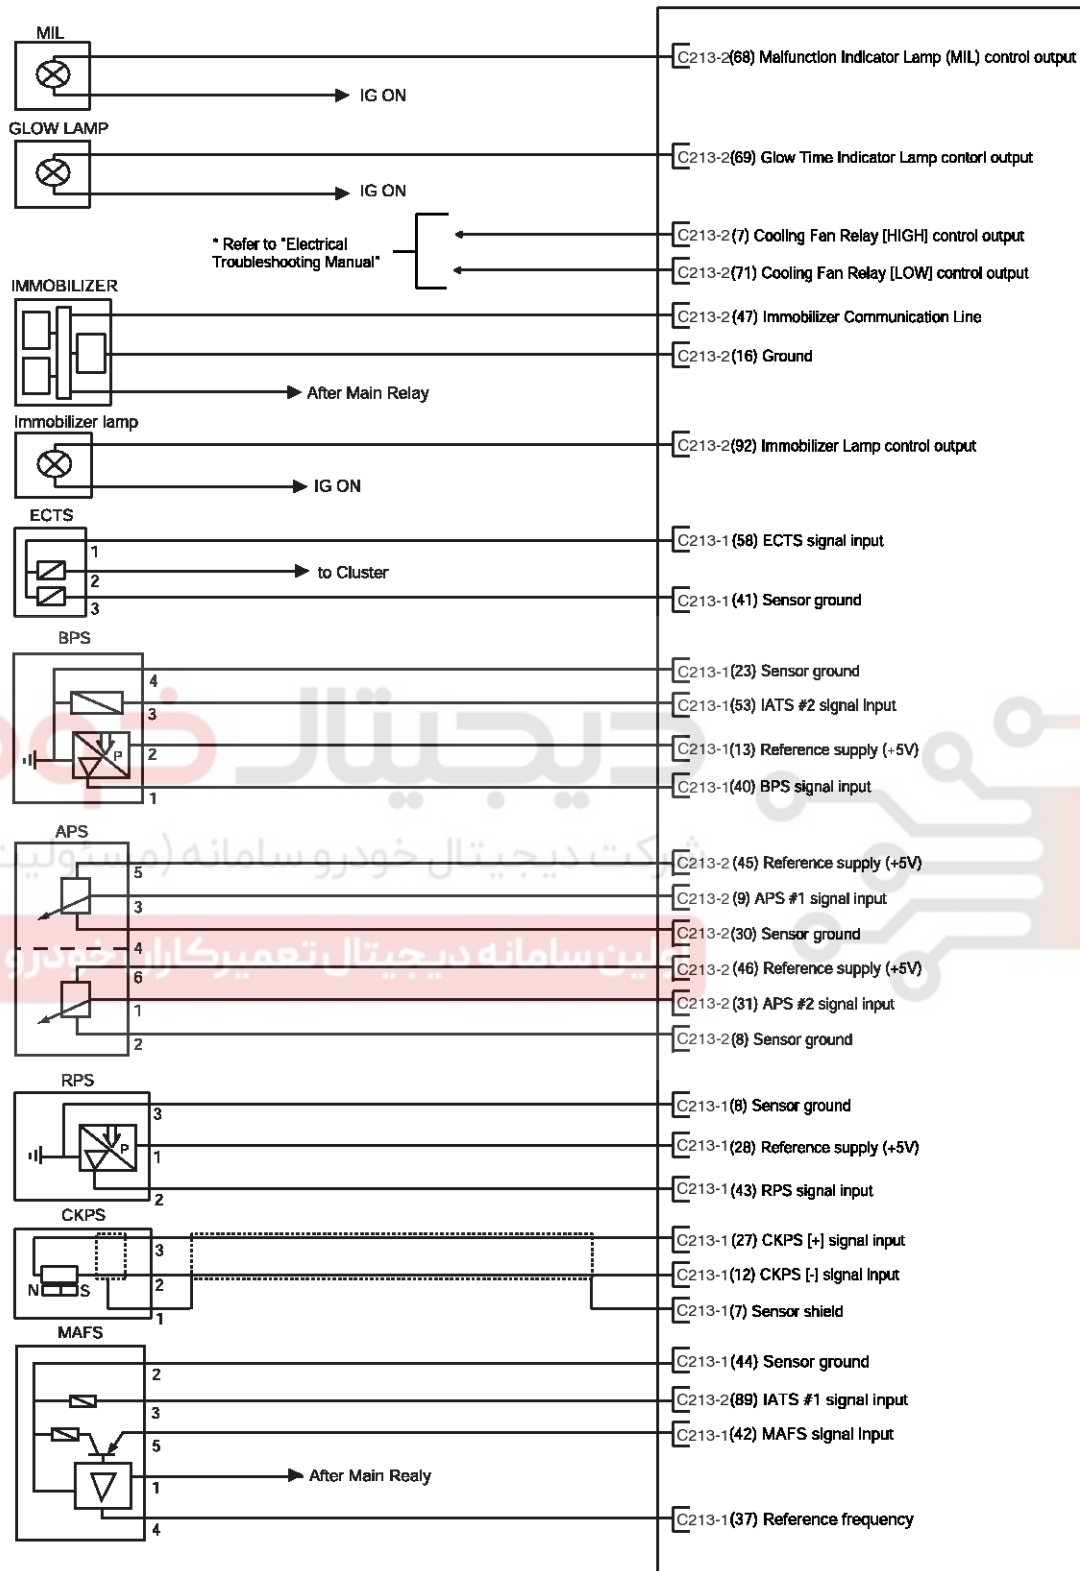 MIL
C213-2(68) Malfunction Indicator Lamp (MIL) control output
IG ON
GLOW LAMP
C213-2(69) Glow Time Indicator Lamp contorl output
IG ON
* Refer to "Electrical
Troubleshooting Manual"
C213-2(7) Cooling Fan Relay [HIGH] control output
C213-2(71) Cooling Fan Relay [LOW] control output
IMMOBILIZER
C213-2(47) Immobilizer Communication Line
C213-2(16) Ground
After Main Relay
Immobilizer lamp
C213-2(92) Immobilizer Lamp control output
IG ON
ECTS
1
C213-1(58) ECTS signal input
2
to Cluster
3
C213-1(41) Sensor ground
BPS
4
C213-1(23) Sensor ground
3
C213-1(53) IATS #2 signal input
P
2
C213-1(13) Reference supply (+5V)
1
C213-1(40) BPS signal input
دیجیتال خودرو
شرکت دیجیتال خودرو سامانه (مسئولیت
اولین سامانه دیجیتال تعمیرکاران خودرو
APS
5
C213-2(45) Reference supply (+5V)
3
C213-2(9) APS #1 signal input
4
C213-2(30) Sensor ground
6
C213-2(46) Reference supply (+5V)
1
C213-2(31) APS #2 signal input
2
C213-2(8) Sensor ground
RPS
3
C213-1(8) Sensor ground
P
1
C213-1(28) Reference supply (+5V)
2
C213-1(43) RPS signal input
CKPS
3
C213-1(27) CKPS [+] signal input
N S
2
C213-1(12) CKPS [-] signal input
1
C213-1(7) Sensor shield
MAFS
2
C213-1(44) Sensor ground
3
C213-2(89) IATS #1 signal input
5
C213-1(42) MAFS signal input
1
After Main Realy
4
C213-1(37) Reference frequency